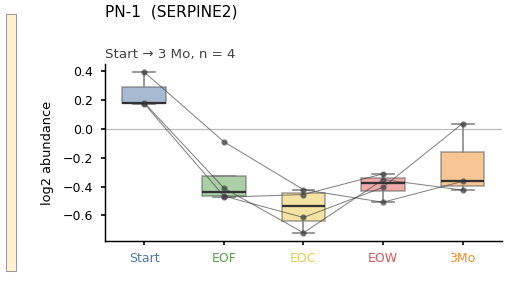 PN-1 (SERPINE2)
Start → 3 Mo, n = 4
0.4
0.2
0.0
−0.2
−0.4
−0.6
log2 abundance
Start EOF EOC EOW 3Mo